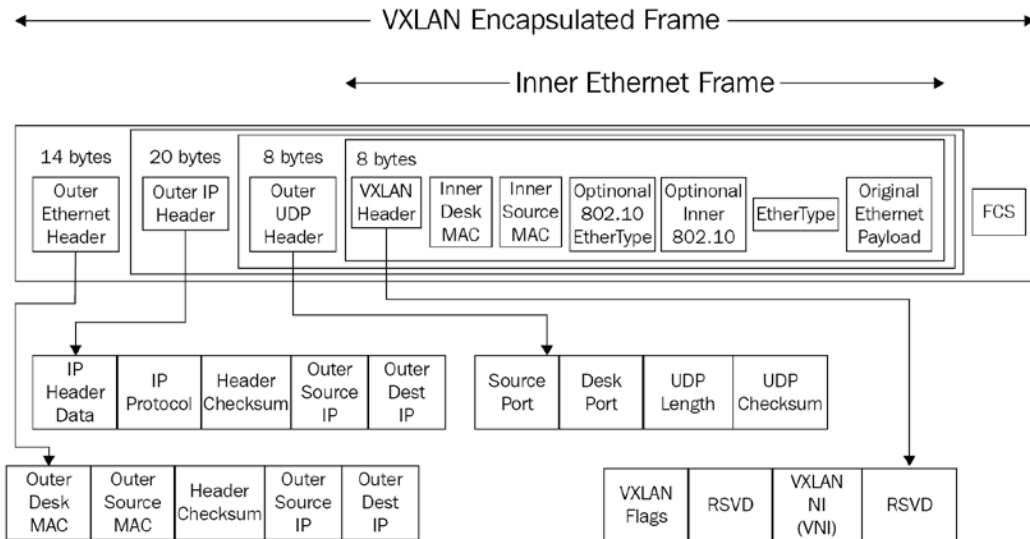 VXLAN Encapsulated Frame
Inner Ethernet Frame
14 bytes
20 bytes
8 bytes
8 bytes
Outer
Ethernet
Header
Outer IP
Header
Outer
UDP
Header
VXLAN
Header
Inner
Desk
MAC
Inner
Source
MAC
Optinonal
802.10
EtherType
Optinonal
Inner
802.10
EtherType
Original
Ethernet
Payload
FCS
IP
Header
Data
IP
Protocol
Header
Checksum
Outer
Source
IP
Outer
Dest
IP
Source
Port
Desk
Port
UDP
Length
UDP
Checksum
Outer
Desk
MAC
Outer
Source
MAC
Header
Checksum
Outer
Source
IP
Outer
Dest
IP
VXLAN
Flags
RSVD
VXLAN
NI
(VNI)
RSVD